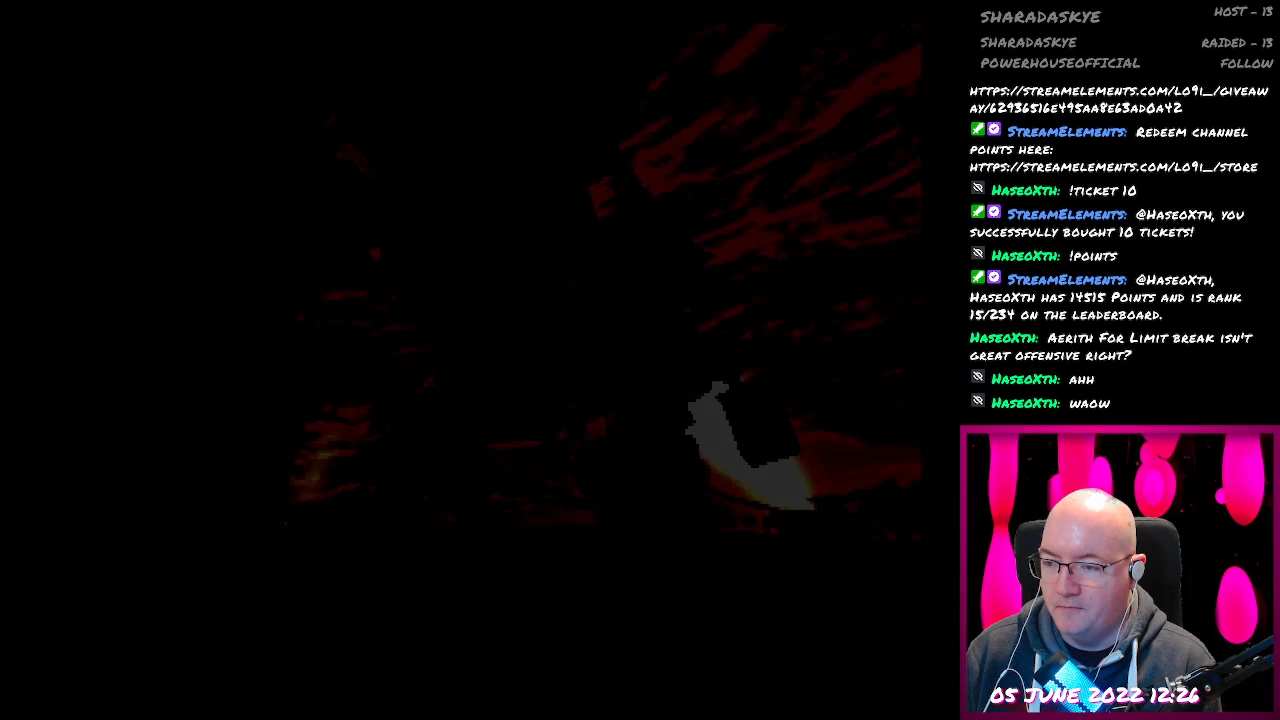 SHARADASKYE HOST - 13
SHARADASKYE RAIDED - 13
POWERHOUSEOFFICIAL FOLLOW
HTTPS://STREAMELEMENTS.COM/LO9I_/GIVEAW
AY/62936516E495AA8E63AD0A42
STREAMELEMENTS: REDEEM CHANNEL
POINTS HERE:
HTTPS://STREAMELEMENTS.COM/LO9I_/STORE
HASEOXTH: !TICKET 10
STREAMELEMENTS: @HASEOXTH, YOU
SUCCESSFULLY BOUGHT 10 TICKETS!
HASEOXTH: !POINTS
STREAMELEMENTS: @HASEOXTH,
HASEOXTH HAS 14515 POINTS AND IS RANK
15/234 ON THE LEADERBOARD.
HASEOXTH: AERITH FOR LIMIT BREAK ISN'T
GREAT OFFENSIVE RIGHT?
HASEOXTH: AHH
HASEOXTH: WAOW
05 JUNE 2022 12:26